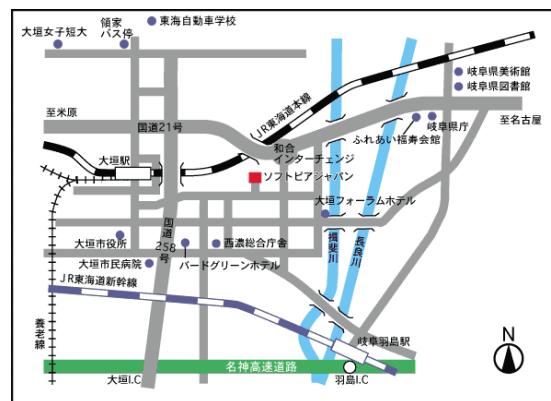 東海自動車学校
領家
バス停
大垣女子短大
岐阜県美術館
岐阜県図書館
至米原
国道21号
JR東海道本線
至名古屋
岐阜県庁
ふれあい福寿会館
和合
インターチェンジ
大垣駅
ソフトピアジャパン
大垣フォーラムホテル
国道
258号
大垣市役所
西濃総合庁舎
揖斐川
長良川
大垣市民病院
バードグリーンホテル
JR東海道新幹線
養老線
岐阜羽島駅
N
名神高速道路
大垣I.C
羽島I.C